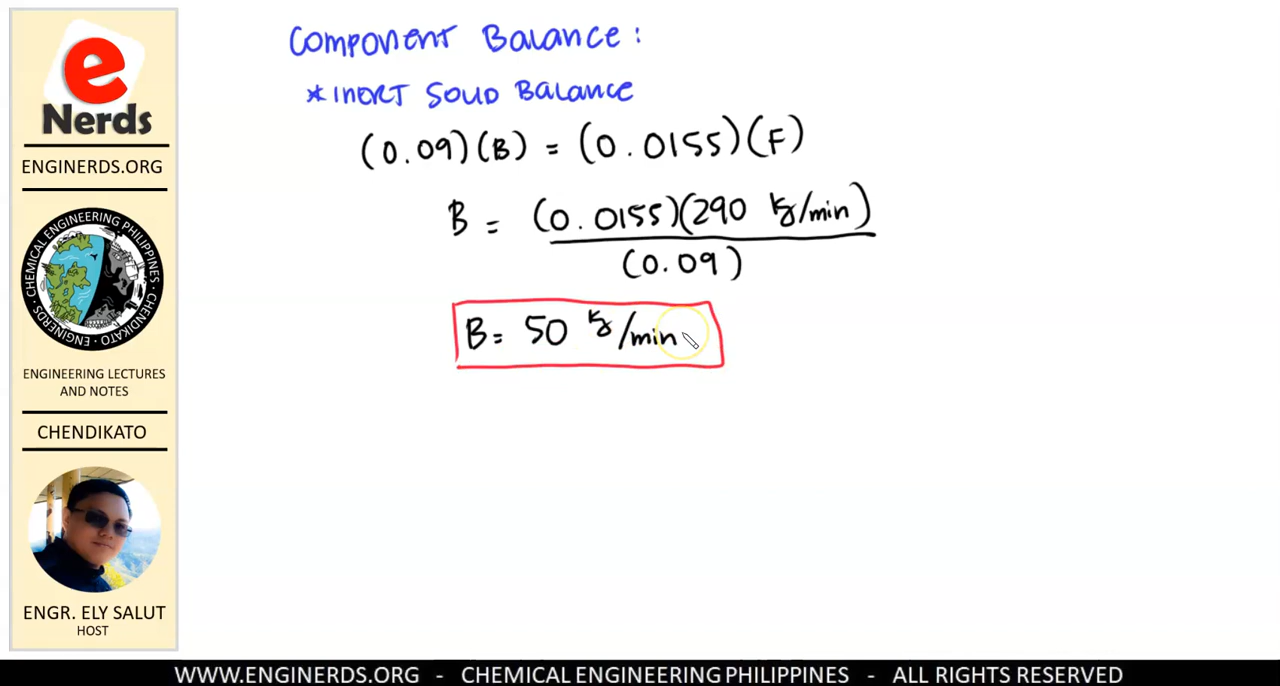 e
Nerds
ENGINERDS.ORG
CHEMICAL ENGINEERING PHILIPPINES
ENGINERDS - CHENDIKATO
ENGINEERING LECTURES
AND NOTES
CHENDIKATO
ENGR. ELY SALUT
HOST
Component Balance:
* INERT SOLID BALANCE
(0.09)(B) = (0.0155)(F)
B = (0.0155)(290 kg/min)
(0.09)
B = 50 kg/min
WWW.ENGINERDS.ORG - CHEMICAL ENGINEERING PHILIPPINES - ALL RIGHTS RESERVED